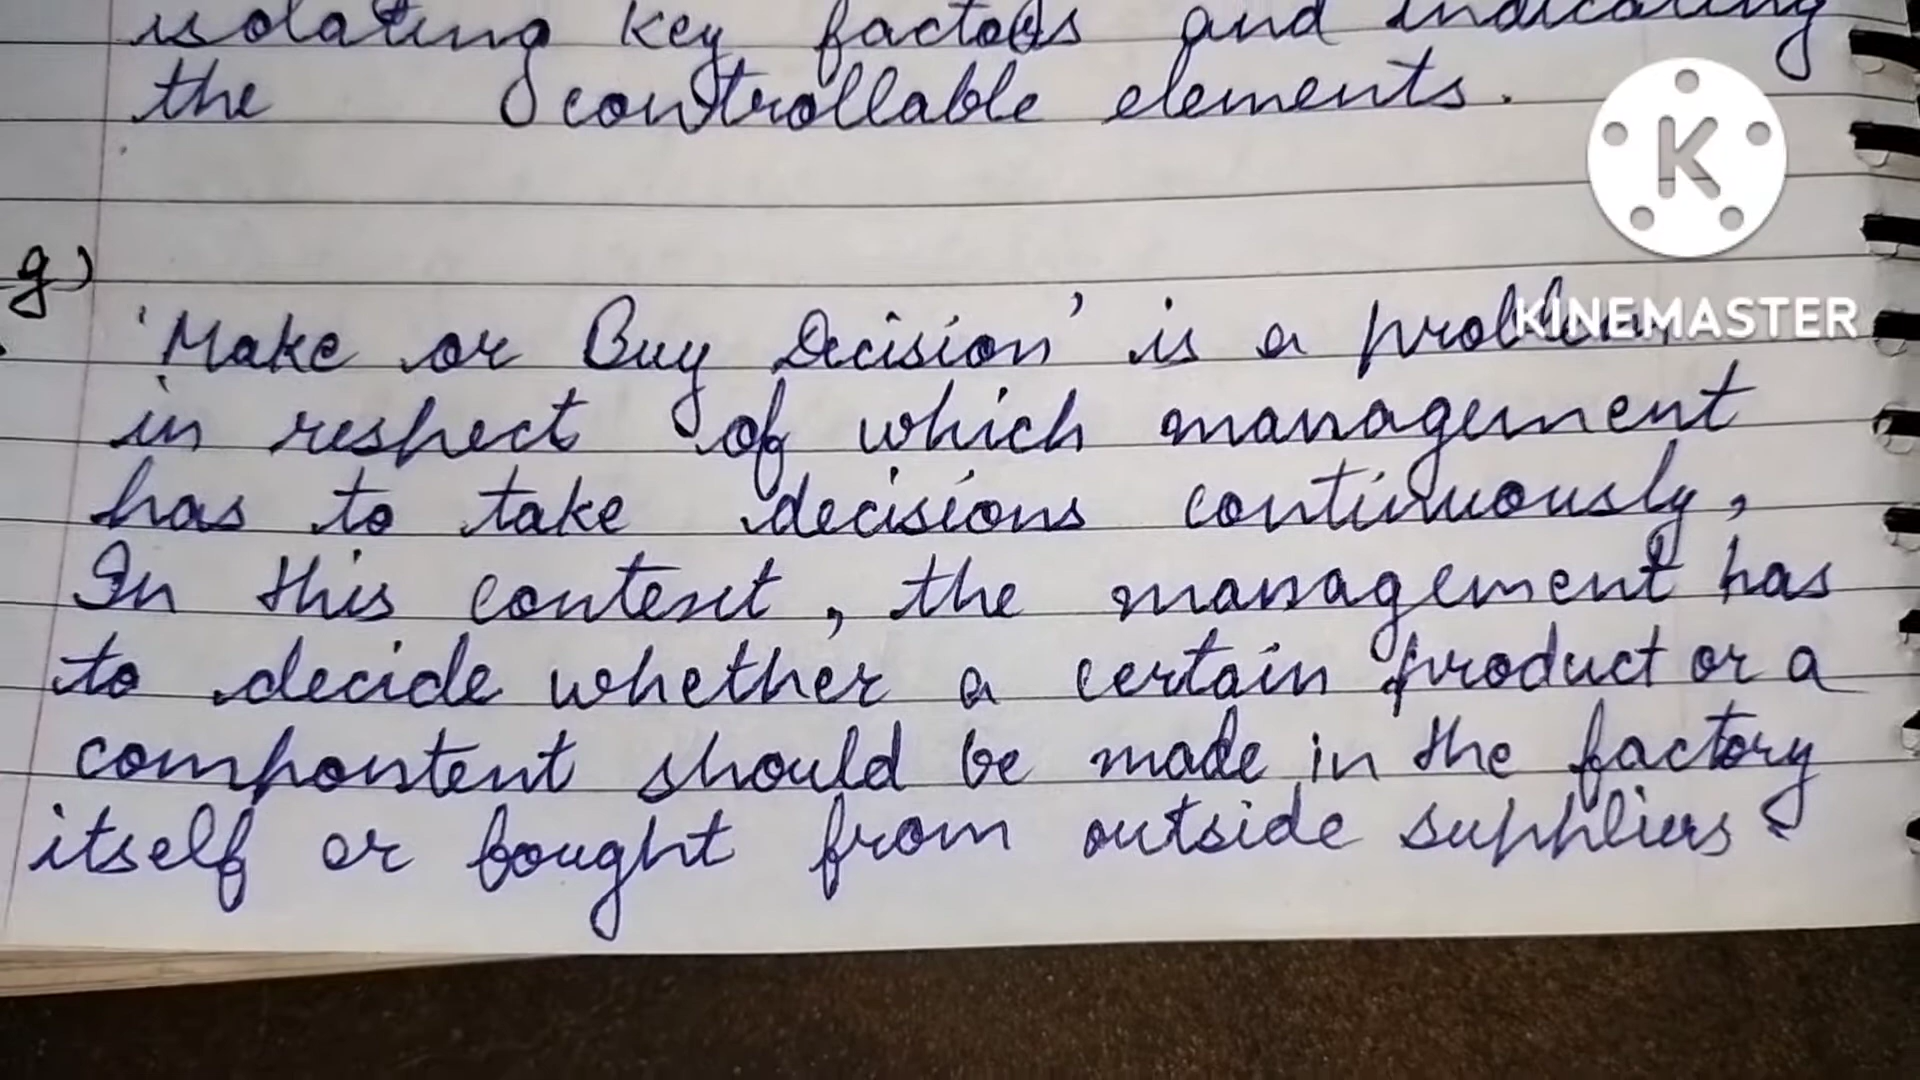 isolating key factors and indicating
the controllable elements.
g)
'Make or Buy Decision' is a problem
in respect of which management
has to take decisions continuously,
In this context, the management has
to decide whether a certain product or a
compontent should be made in the factory
itself or bought from outside suppliers.
K
KINEMASTER